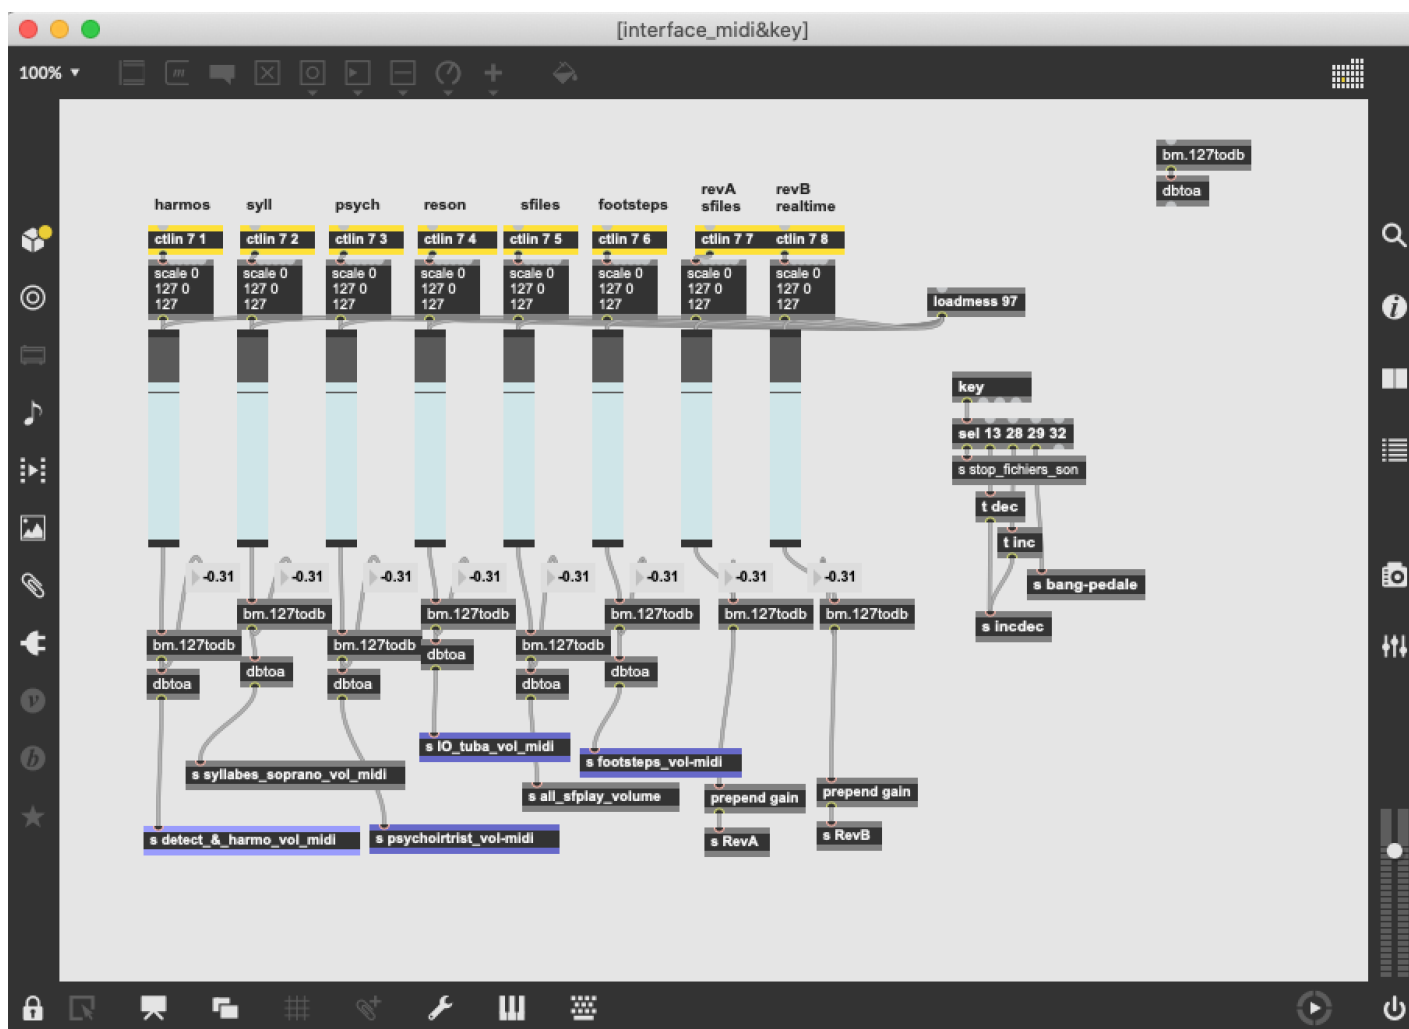 [interface_midi&key]
100%
bm.127todb
dbtoa
harmos
syll
psych
reson
sfiles
footsteps
revA
sfiles
revB
realtime
ctlin 7 1
ctlin 7 2
ctlin 7 3
ctlin 7 4
ctlin 7 5
ctlin 7 6
ctlin 7 7
ctlin 7 8
scale 0
127 0
127
scale 0
127 0
127
scale 0
127 0
127
scale 0
127 0
127
scale 0
127 0
127
scale 0
127 0
127
scale 0
127 0
127
scale 0
127 0
127
loadmess 97
key
sel 13 28 29 32
s stop_fichiers_son
t dec
t inc
s bang-pedale
s incdec
-0.31
-0.31
-0.31
-0.31
-0.31
-0.31
-0.31
-0.31
bm.127todb
bm.127todb
bm.127todb
bm.127todb
bm.127todb
bm.127todb
bm.127todb
bm.127todb
dbtoa
dbtoa
dbtoa
dbtoa
dbtoa
dbtoa
s IO_tuba_vol_midi
s footsteps_vol-midi
s syllabes_soprano_vol_midi
s all_sfplay_volume
prepend gain
prepend gain
s detect_&_harmo_vol_midi
s psychoirtrist_vol-midi
s RevA
s RevB